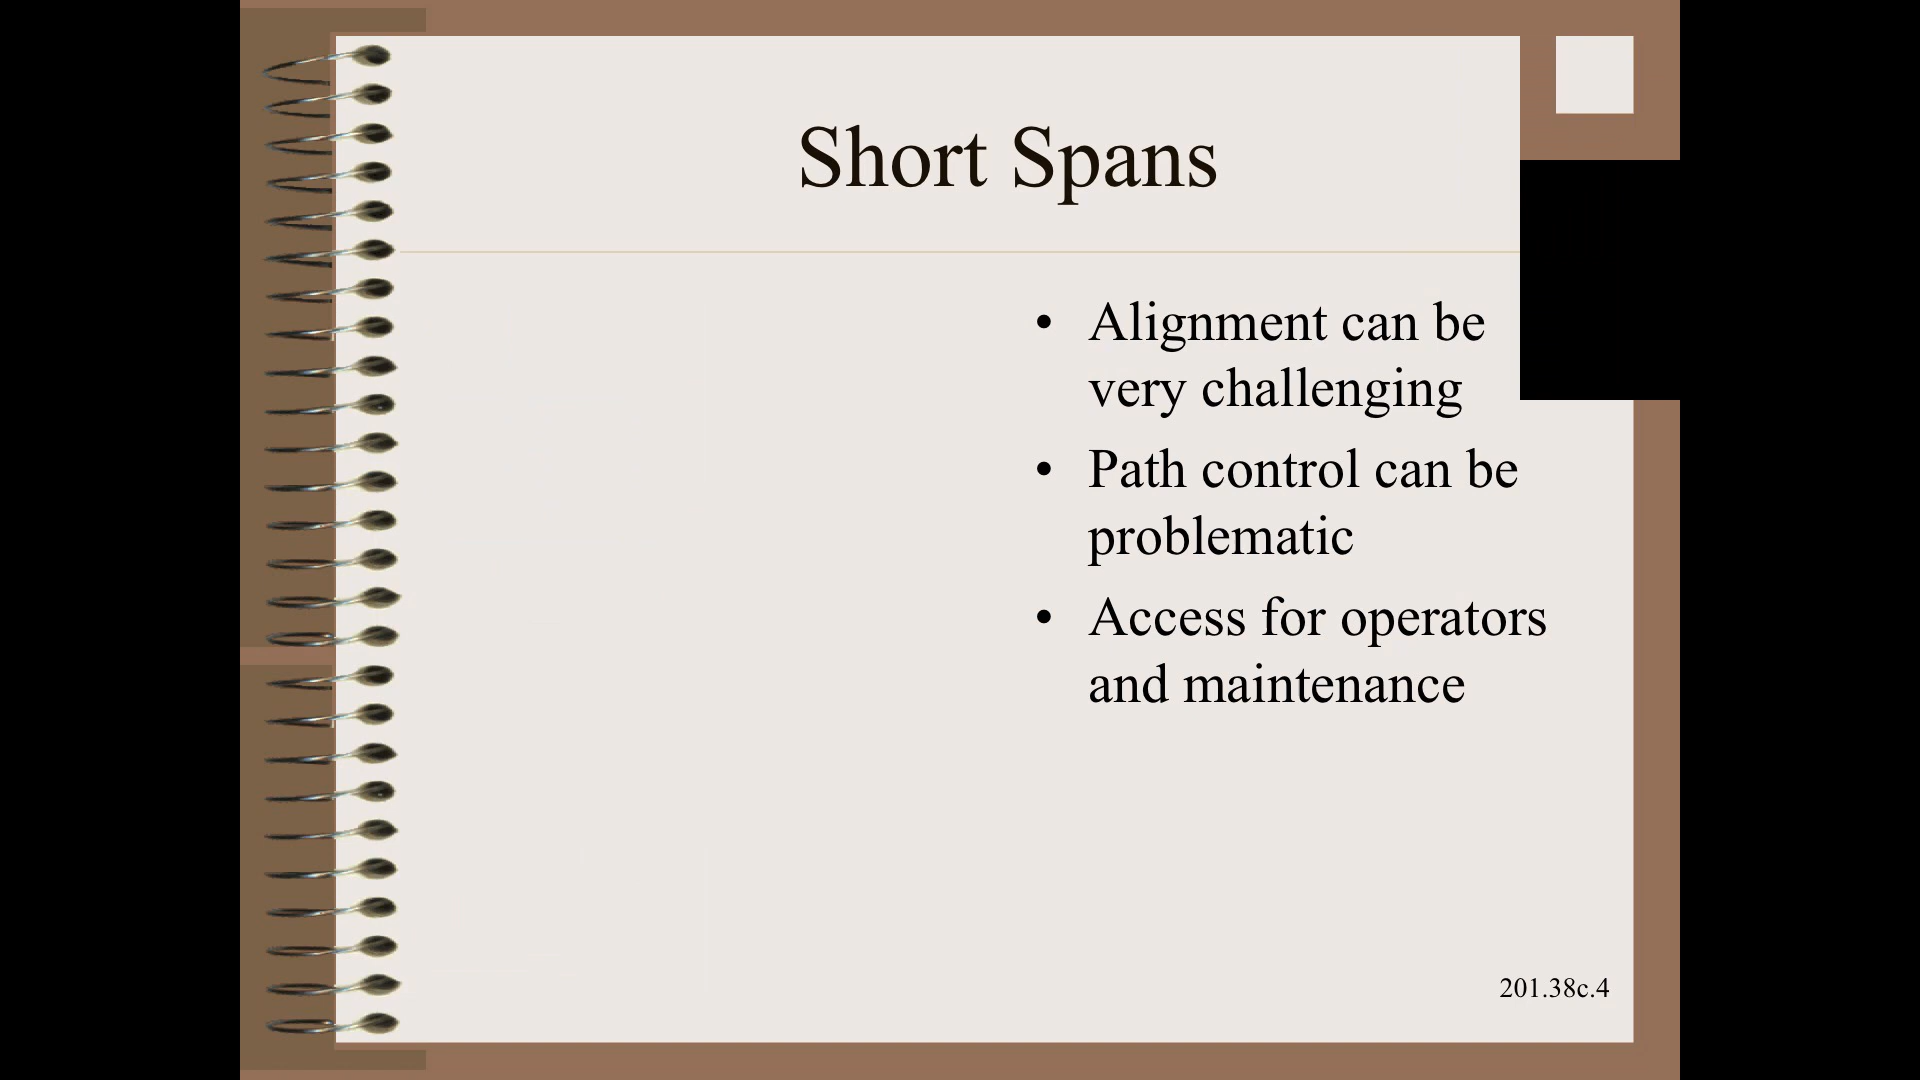 Short Spans
• Alignment can be
very challenging
• Path control can be
problematic
• Access for operators
and maintenance
201.38c.4